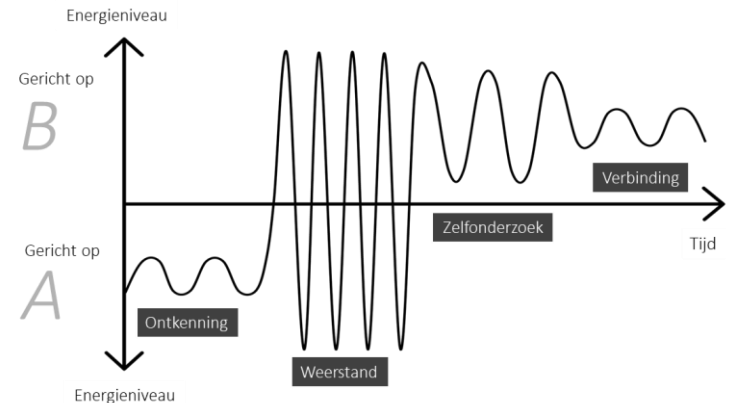 Energieniveau
Gericht op
B
Verbinding
Zelfonderzoek
Tijd
Gericht op
A
Ontkenning
Weerstand
Energieniveau